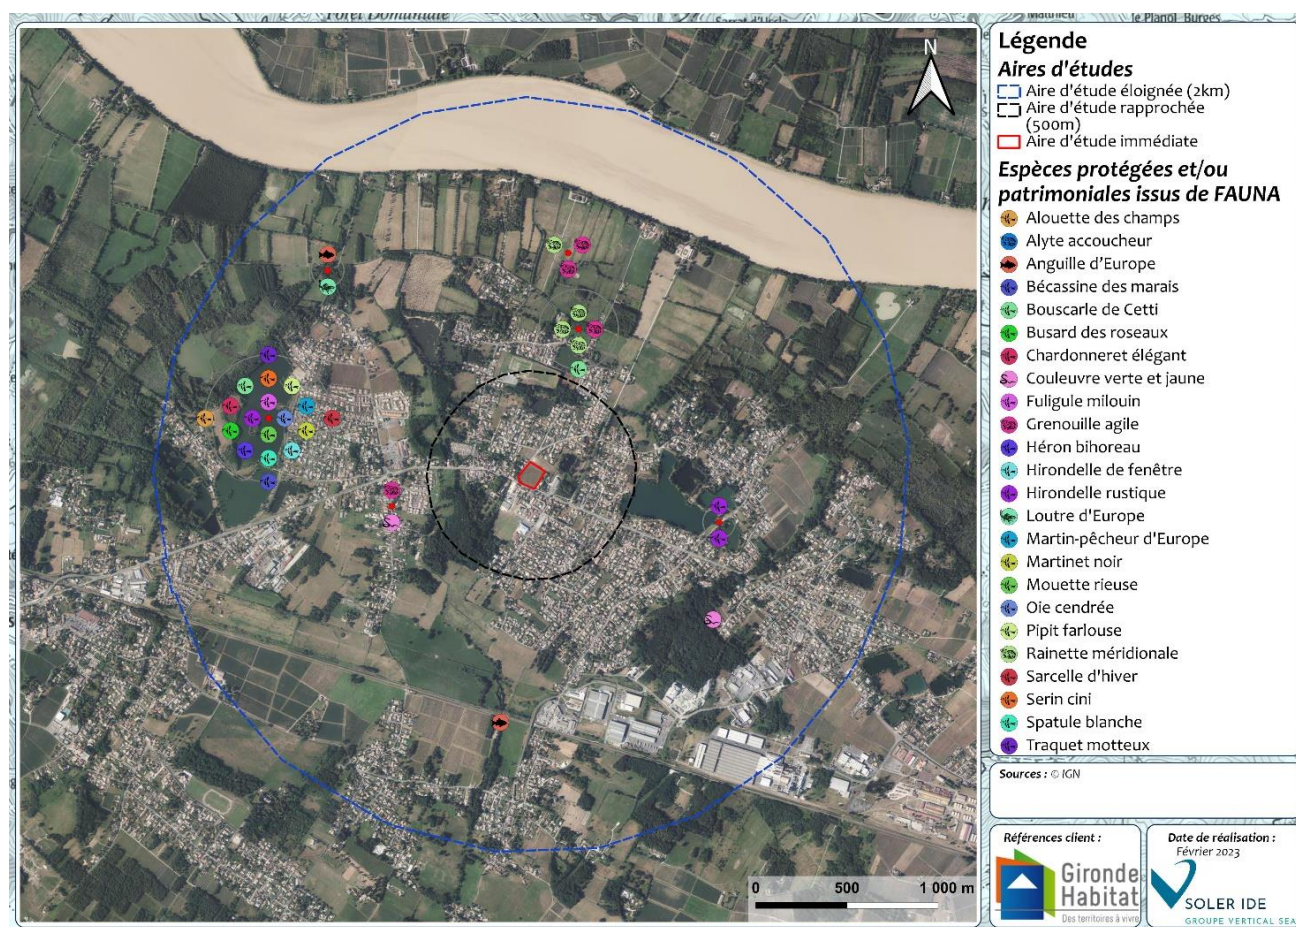 Forêt Domaniale
le Planol Burges
N
Légende
Aires d'études
Aire d'étude éloignée (2km)
Aire d'étude rapprochée
(500m)
Aire d'étude immédiate
Espèces protégées et/ou
patrimoniales issus de FAUNA
Alouette des champs
Alyte accoucheur
Anguille d'Europe
Bécassine des marais
Bouscarle de Cetti
Busard des roseaux
Chardonneret élégant
Couleuvre verte et jaune
Fuligule milouin
Grenouille agile
Héron bihoreau
Hirondelle de fenêtre
Hirondelle rustique
Loutre d'Europe
Martin-pêcheur d'Europe
Martinet noir
Mouette rieuse
Oie cendrée
Pipit farlouse
Rainette méridionale
Sarcelle d'hiver
Serin cini
Spatule blanche
Traquet motteux
Sources : © IGN
Références client :
Gironde
Habitat
Des territoires à vivre
Date de réalisation :
Février 2023
SOLER IDE
GROUPE VERTICAL SEA
0 500 1 000 m